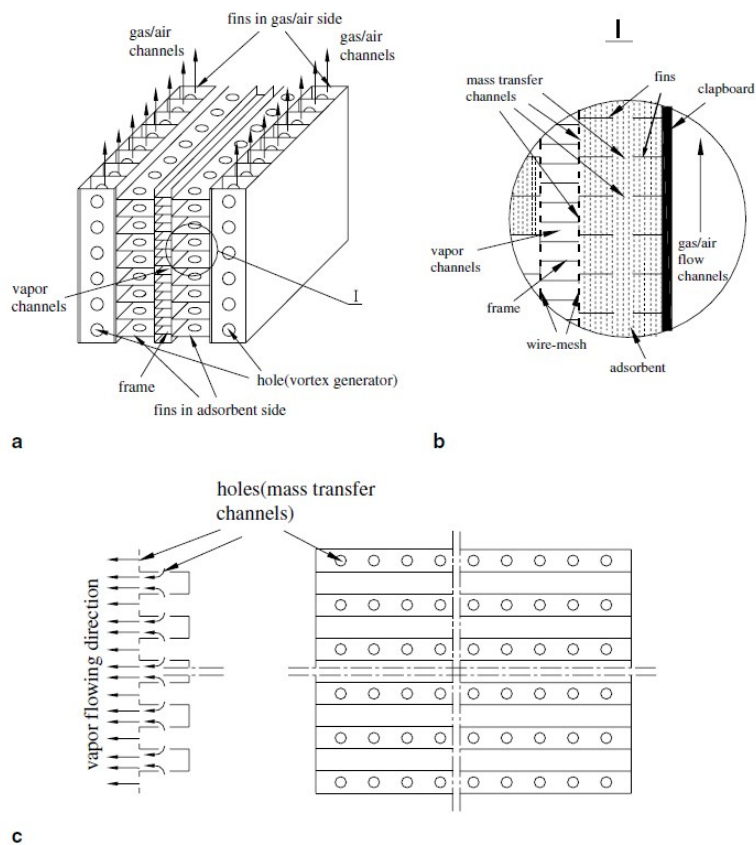 gas/air
channels
fins in gas/air side
gas/air
channels
vapor
channels
I
frame
hole(vortex generator)
fins in adsorbent side
a
I
mass transfer
channels
fins
clapboard
vapor
channels
gas/air
flow
channels
frame
wire-mesh
adsorbent
b
holes(mass transfer
channels)
vapor flowing direction
c